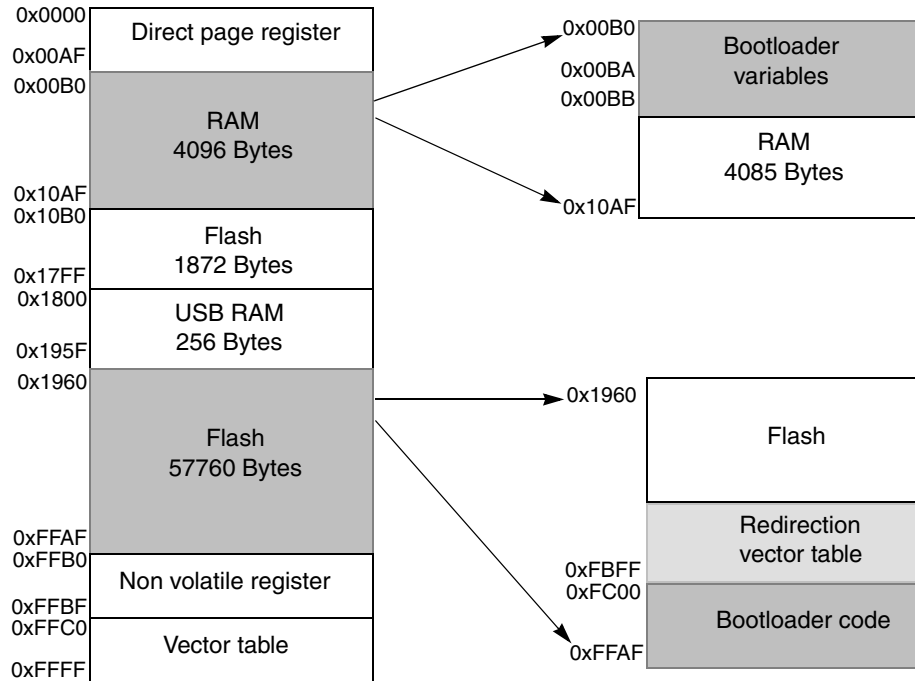 0x0000
Direct page register
0x00AF
0x00B0
RAM
4096 Bytes
0x10AF
0x10B0
Flash
1872 Bytes
0x17FF
0x1800
USB RAM
256 Bytes
0x195F
0x1960
Flash
57760 Bytes
0xFFAF
0xFFB0
Non volatile register
0xFFBF
0xFFC0
Vector table
0xFFFF
0x00B0
Bootloader
variables
0x00BA
0x00BB
RAM
4085 Bytes
0x10AF
0x1960
Flash
Redirection
vector table
0xFBFF
0xFC00
Bootloader code
0xFFAF